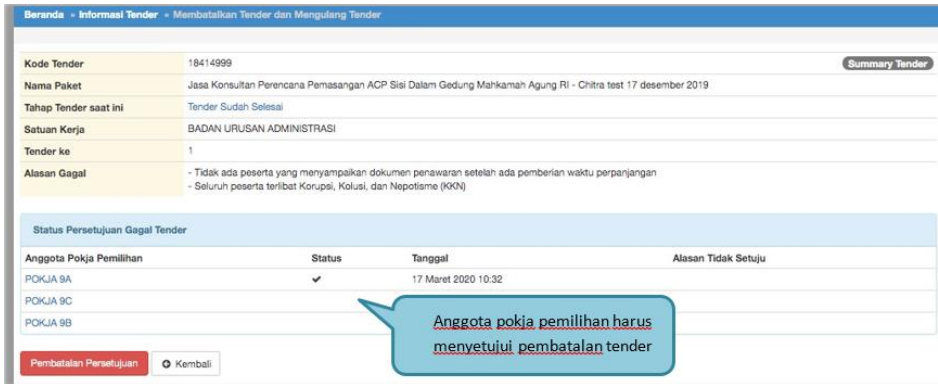 Beranda » Informasi Tender » Membatalkan Tender dan Mengulang Tender
Kode Tender 18414999 Summary Tender
Nama Paket Jasa Konsultan Perencana Pemasangan ACP Sisi Dalam Gedung Mahkamah Agung RI - Chitra test 17 desember 2019
Tahap Tender saat ini Tender Sudah Selesai
Satuan Kerja BADAN URUSAN ADMINISTRASI
Tender ke 1
Alasan Gagal - Tidak ada peserta yang menyampaikan dokumen penawaran setelah ada pemberian waktu perpanjangan
- Seluruh peserta terlibat Korupsi, Kolusi, dan Nepotisme (KKN)
Status Persetujuan Gagal Tender
Anggota Pokja Pemilihan Status Tanggal Alasan Tidak Setuju
POKJA 9A ✔ 17 Maret 2020 10:32
POKJA 9C
POKJA 9B
Anggota pokja pemilihan harus
menyetujui pembatalan tender
Pembatalan Persetujuan Kembali